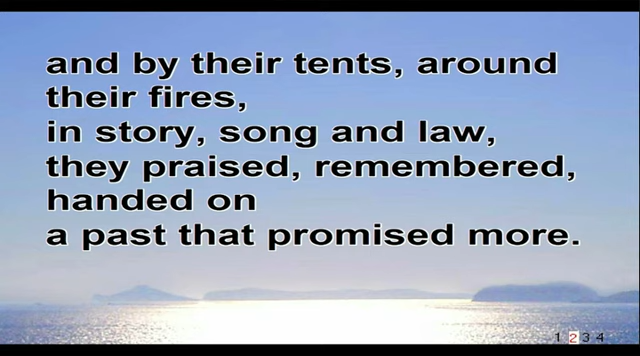 and by their tents, around
their fires,
in story, song and law,
they praised, remembered,
handed on
a past that promised more.
1 2 3 4